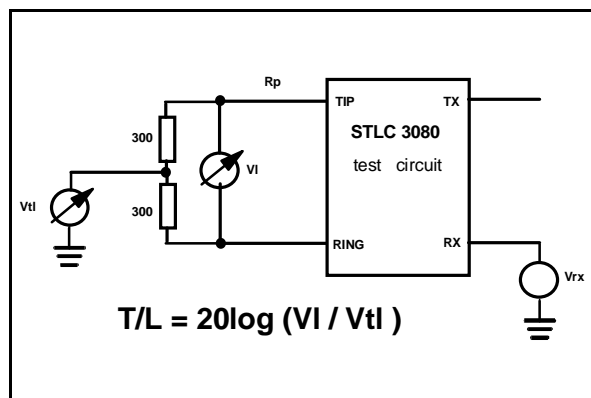 Rp
TIP
TX
STLC 3080
300
test circuit
Vl
Vtl
300
RING
RX
Vrx
T/L = 20log (Vl / Vtl )